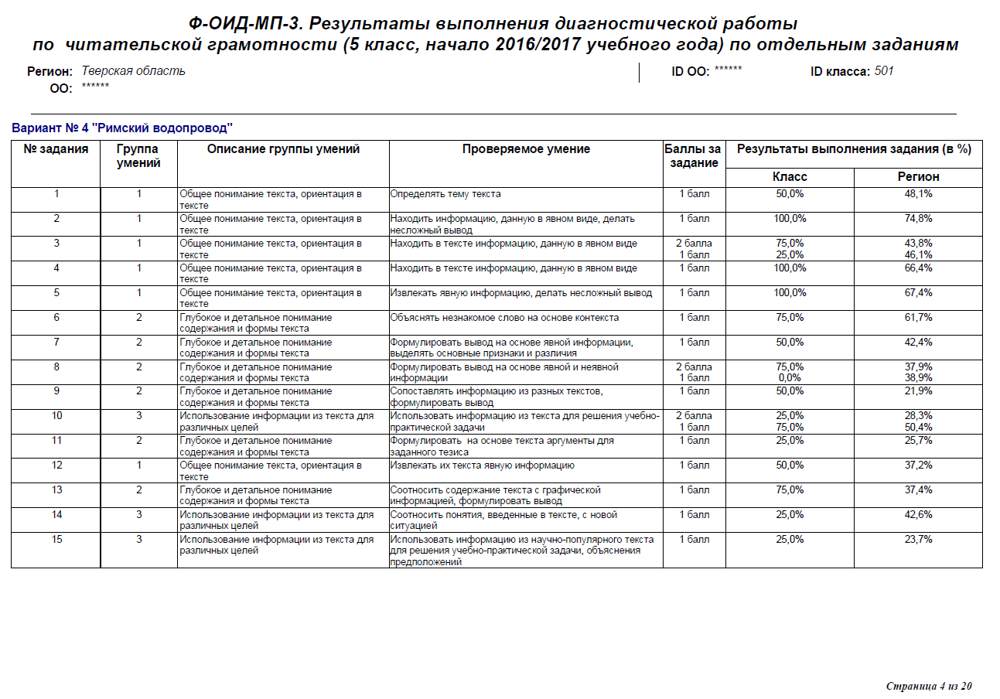 Ф-ОИД-МП-3. Результаты выполнения диагностической работы
по читательской грамотности (5 класс, начало 2016/2017 учебного года) по отдельным заданиям
Регион: Тверская область ID ОО: ****** ID класса: 501
ОО: ******
Вариант № 4 "Римский водопровод"
№ задания Группа Описание группы умений Проверяемое умение Баллы за Результаты выполнения задания (в %)
умений задание
Класс Регион
1 1 Общее понимание текста, ориентация в Определять тему текста 1 балл 50,0% 48,1%
тексте
2 1 Общее понимание текста, ориентация в Находить информацию, данную в явном виде, делать 1 балл 100,0% 74,8%
тексте несложный вывод
3 1 Общее понимание текста, ориентация в Находить в тексте информацию, данную в явном виде 2 балла 75,0% 43,8%
тексте 1 балл 25,0% 46,1%
4 1 Общее понимание текста, ориентация в Находить в тексте информацию, данную в явном виде 1 балл 100,0% 66,4%
тексте
5 1 Общее понимание текста, ориентация в Извлекать явную информацию, делать несложный вывод 1 балл 100,0% 67,4%
тексте
6 2 Глубокое и детальное понимание Объяснять незнакомое слово на основе контекста 1 балл 75,0% 61,7%
содержания и формы текста
7 2 Глубокое и детальное понимание Формулировать вывод на основе явной информации, 1 балл 50,0% 42,4%
содержания и формы текста выделять основные признаки и различия
8 2 Глубокое и детальное понимание Формулировать вывод на основе явной и неявной 2 балла 75,0% 37,9%
содержания и формы текста информации 1 балл 0,0% 38,9%
9 2 Глубокое и детальное понимание Сопоставлять информацию из разных текстов, 1 балл 50,0% 21,9%
содержания и формы текста формулировать вывод
10 3 Использование информации из текста для Использовать информацию из текста для решения учебно- 2 балла 25,0% 28,3%
различных целей практической задачи 1 балл 75,0% 50,4%
11 2 Глубокое и детальное понимание Формулировать на основе текста аргументы для 1 балл 25,0% 25,7%
содержания и формы текста заданного тезиса
12 1 Общее понимание текста, ориентация в Извлекать их текста явную информацию 1 балл 50,0% 37,2%
тексте
13 2 Глубокое и детальное понимание Соотносить содержание текста с графической 1 балл 75,0% 37,4%
содержания и формы текста информацией, формулировать вывод
14 3 Использование информации из текста для Соотносить понятия, введенные в тексте, с новой 1 балл 25,0% 42,6%
различных целей ситуацией
15 3 Использование информации из текста для Использовать информацию из научно-популярного текста 1 балл 25,0% 23,7%
различных целей для решения учебно-практической задачи, объяснения
предположений
Страница 4 из 20